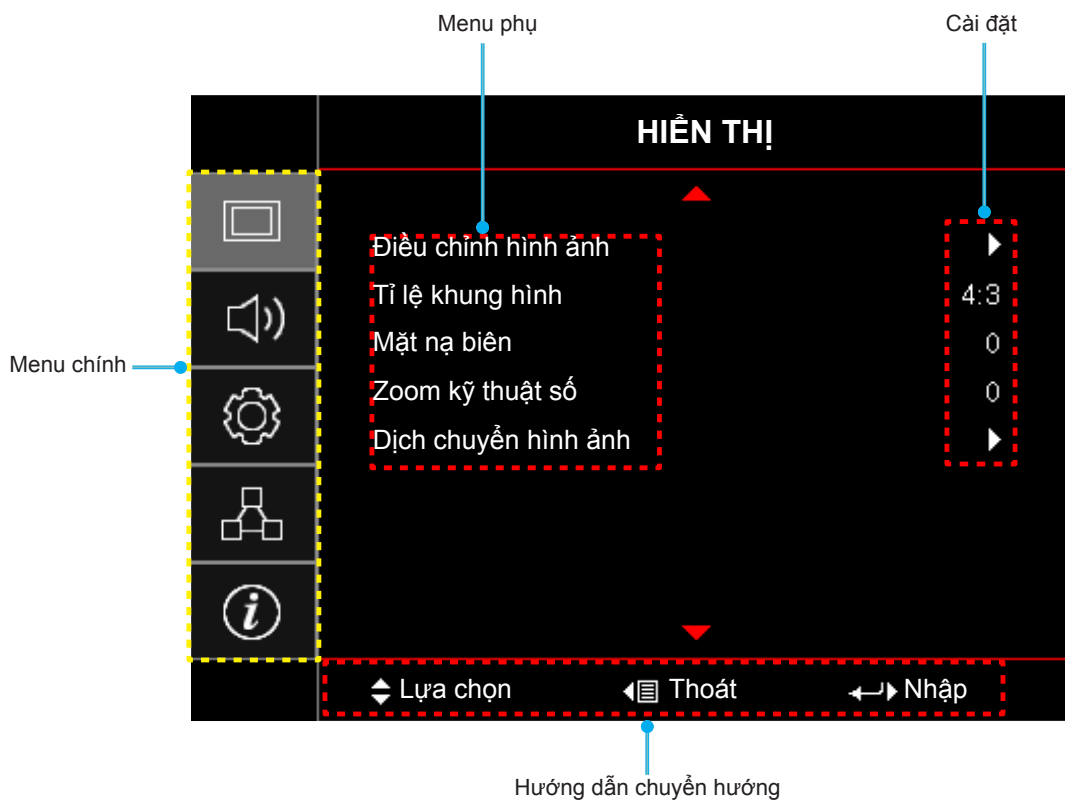 Menu phụ
Cài đặt
HIỂN THỊ
Điều chỉnh hình ảnh
Tỉ lệ khung hình 4:3
Mặt nạ biên 0
Zoom kỹ thuật số 0
Dịch chuyển hình ảnh
Menu chính
i
Lựa chọn Thoát Nhập
Hướng dẫn chuyển hướng